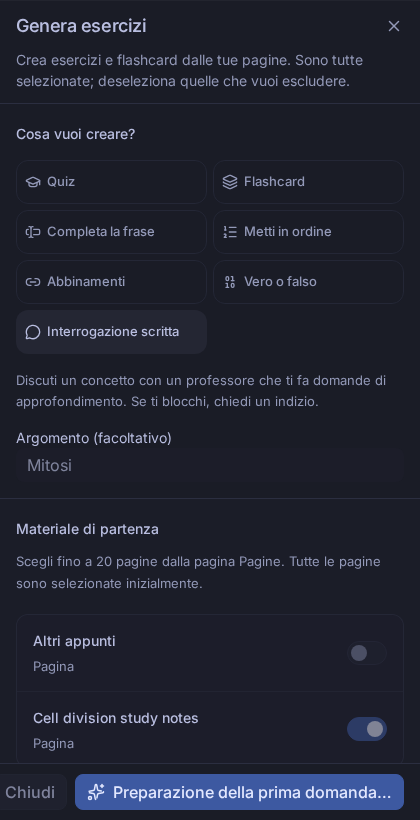 Genera esercizi
Crea esercizi e flashcard dalle tue pagine. Sono tutte
selezionate; deseleziona quelle che vuoi escludere.
Cosa vuoi creare?
Quiz
Flashcard
Completa la frase
Metti in ordine
Abbinamenti
Vero o falso
Interrogazione scritta
Discuti un concetto con un professore che ti fa domande di
approfondimento. Se ti blocchi, chiedi un indizio.
Argomento (facoltativo)
Mitosi
Materiale di partenza
Scegli fino a 20 pagine dalla pagina Pagine. Tutte le pagine
sono selezionate inizialmente.
Altri appunti
Pagina
Cell division study notes
Pagina
Chiudi
Preparazione della prima domanda...